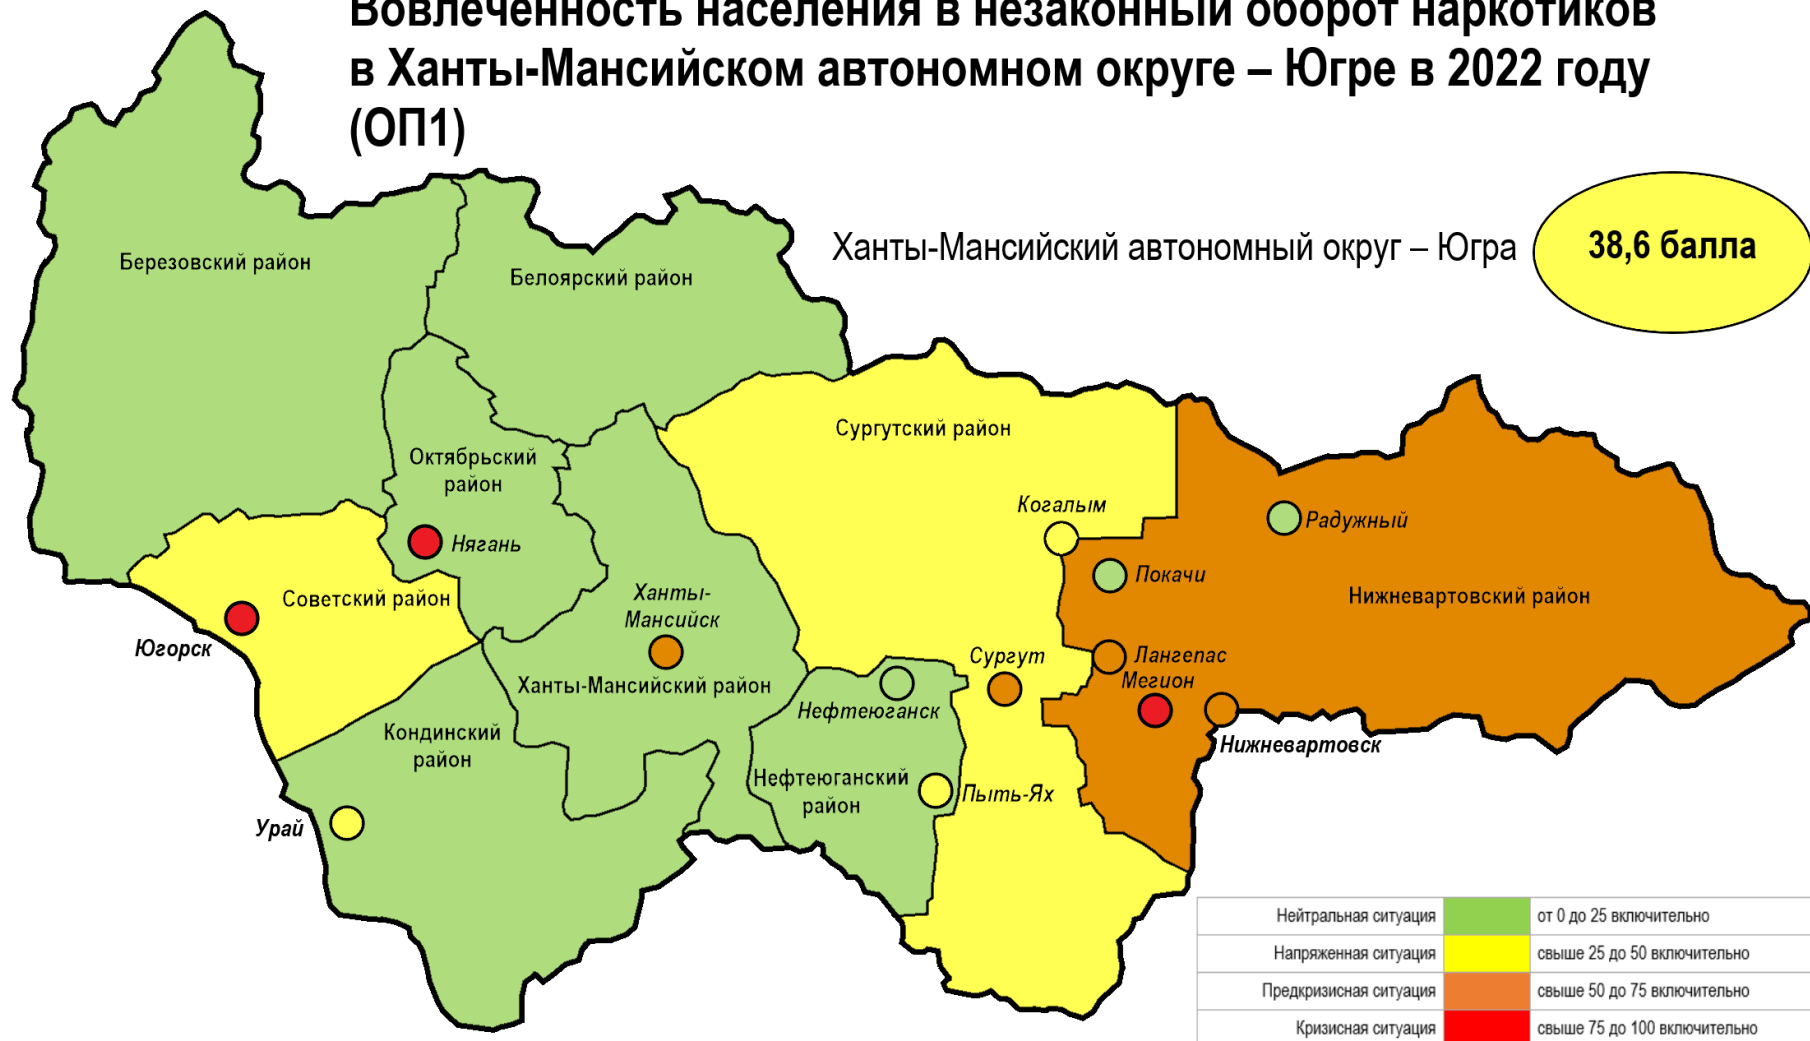 Вовлеченность населения в незаконный оборот наркотиков
в Ханты-Мансийском автономном округе – Югре в 2022 году
(ОП1)
Ханты-Мансийский автономный округ – Югра
38,6 балла
Березовский район
Белоярский район
Сургутский район
Октябрьский
район
Когалым
Радужный
Нягань
Покачи
Советский район
Ханты-
Мансийск
Нижневартовский район
Югорск
Сургут
Лангепас
Мегион
Ханты-Мансийский район
Нефтеюганск
Кондинский
район
Нижневартовск
Нефтеюганский
район
Пыть-Ях
Урай
Нейтральная ситуация от 0 до 25 включительно
Напряженная ситуация свыше 25 до 50 включительно
Предкризисная ситуация свыше 50 до 75 включительно
Кризисная ситуация свыше 75 до 100 включительно